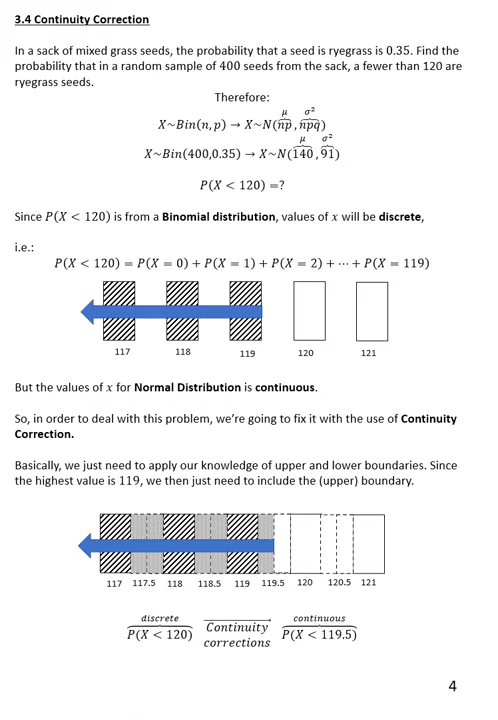 3.4 Continuity Correction
In a sack of mixed grass seeds, the probability that a seed is ryegrass is 0.35. Find the
probability that in a random sample of 400 seeds from the sack, a fewer than 120 are
ryegrass seeds.
Therefore:
μ σ²
X~Bin(n, p) → X~N(np, npq)
μ σ²
X~Bin(400,0.35) → X~N(140, 91)
P(X < 120) =?
Since P(X < 120) is from a Binomial distribution, values of x will be discrete,
i.e.:
P(X < 120) = P(X = 0) + P(X = 1) + P(X = 2) + ⋯ + P(X = 119)
117 118 119 120 121
But the values of x for Normal Distribution is continuous.
So, in order to deal with this problem, we're going to fix it with the use of Continuity
Correction.
Basically, we just need to apply our knowledge of upper and lower boundaries. Since
the highest value is 119, we then just need to include the (upper) boundary.
117 117.5 118 118.5 119 119.5 120 120.5 121
discrete continuous
P(X < 120) Continuity P(X < 119.5)
corrections
4